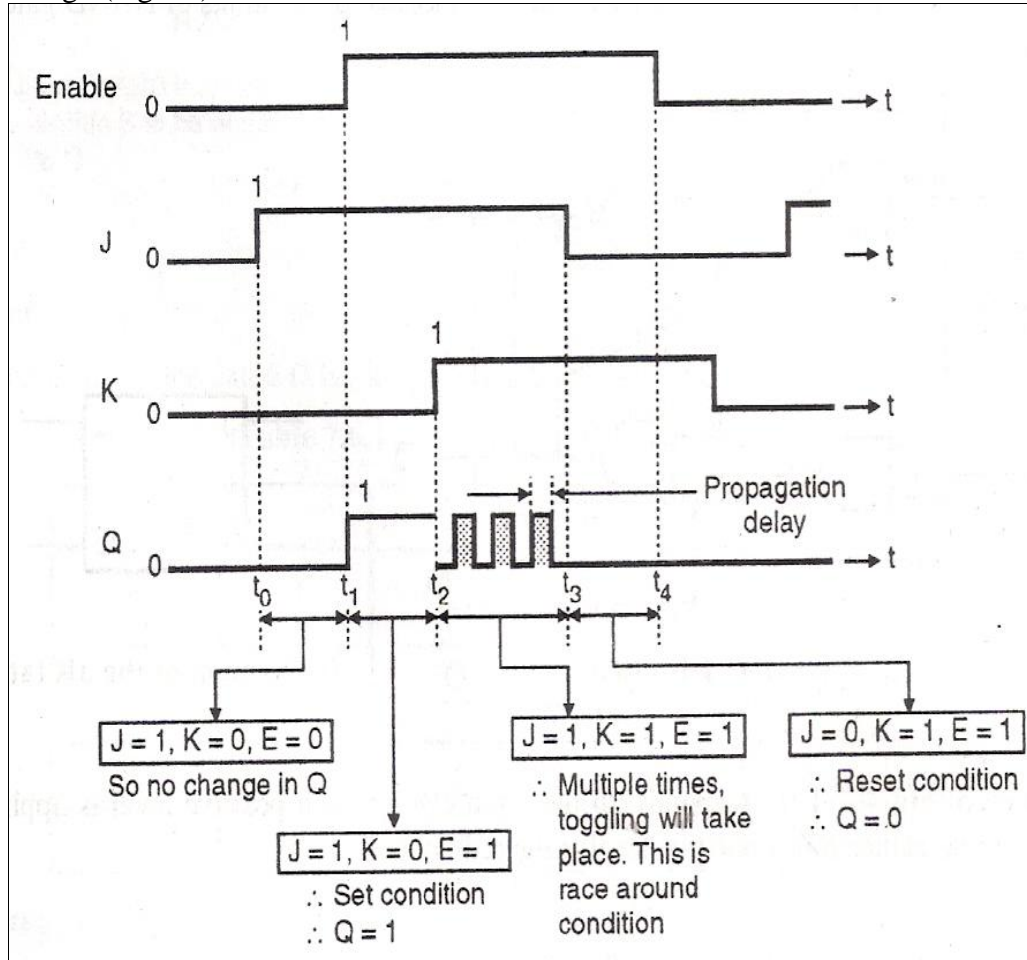 1
Enable 0 t
1
J 0 t
1
K 0 t
1 Propagation
delay
Q 0 t
t0 t1 t2 t3 t4
J = 1, K = 0, E = 0
So no change in Q
J = 1, K = 0, E = 1
∴ Set condition
∴ Q = 1
J = 1, K = 1, E = 1
∴ Multiple times,
toggling will take
place. This is
race around
condition
J = 0, K = 1, E = 1
∴ Reset condition
∴ Q = 0